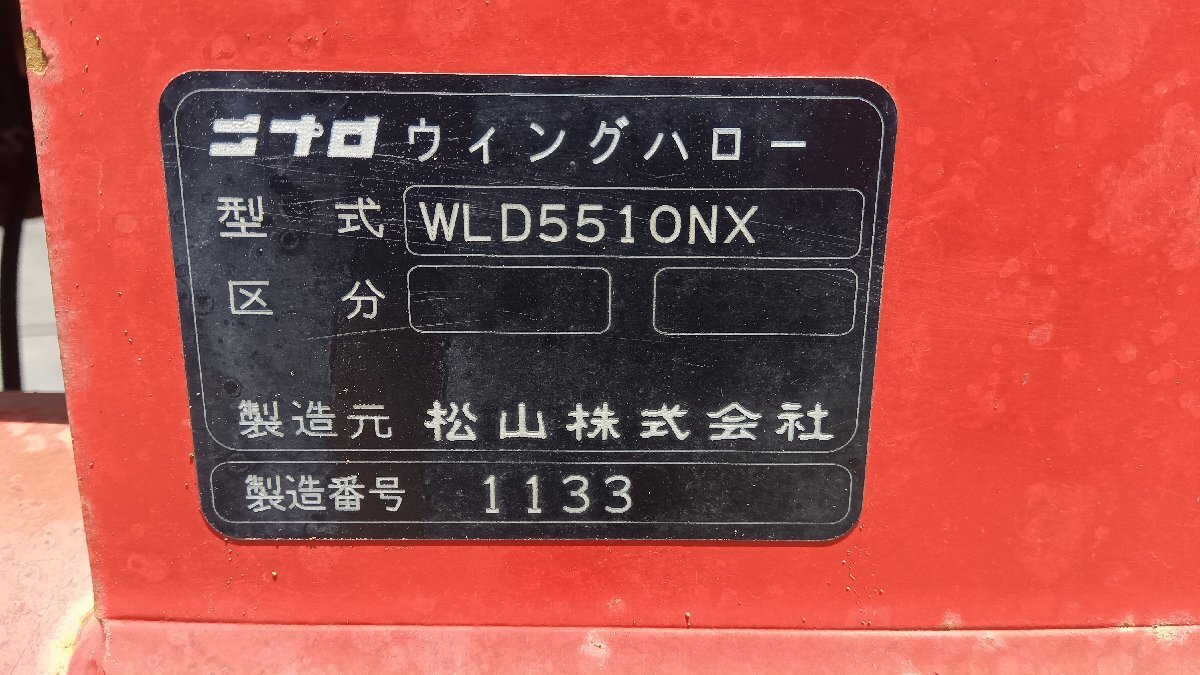 ニプロ ウィングハロー
型式 WLD5510NX
区分
製造元 松山株式会社
製造番号 1133